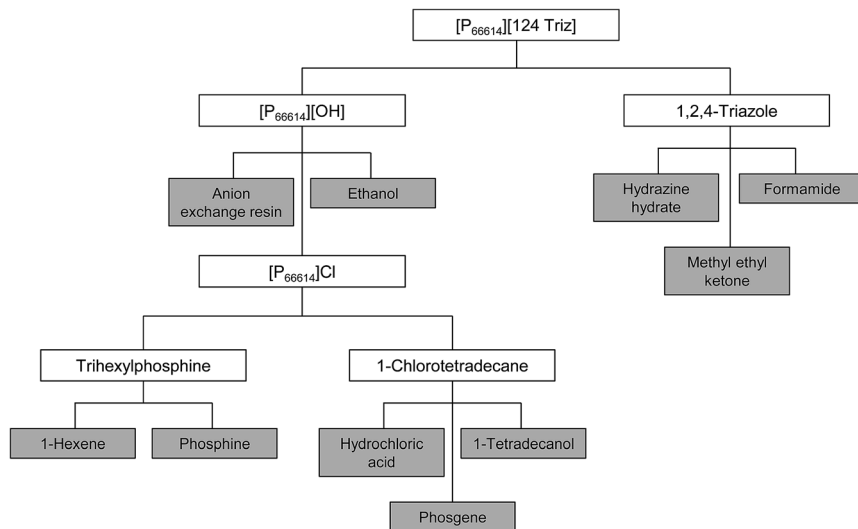 [P₆₆₆₁₄][124 Triz]
[P₆₆₆₁₄][OH]
1,2,4-Triazole
Anion
exchange resin
Ethanol
Hydrazine
hydrate
Formamide
Methyl ethyl
ketone
[P₆₆₆₁₄]Cl
Trihexylphosphine
1-Chlorotetradecane
1-Hexene
Phosphine
Hydrochloric
acid
1-Tetradecanol
Phosgene